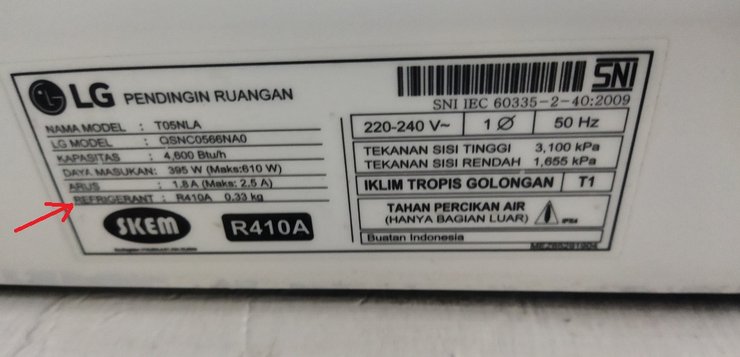 LG PENDINGIN RUANGAN
NAMA MODEL : T05NLA
LG MODEL : QSNC0566NA0
KAPASITAS : 4,600 Btu/h
DAYA MASUKAN: 395 W (Maks:610 W)
ARUS : 1,8A (Maks: 2,5 A)
REFRIGERANT : R410A 0,33 kg
SKEM R410A
SNI
SNI IEC 60335-2-40:2009
220-240 V~ 1 Ø 50 Hz
TEKANAN SISI TINGGI 3,100 kPa
TEKANAN SISI RENDAH 1,655 kPa
IKLIM TROPIS GOLONGAN T1
TAHAN PERCIKAN AIR
(HANYA BAGIAN LUAR)
Buatan Indonesia